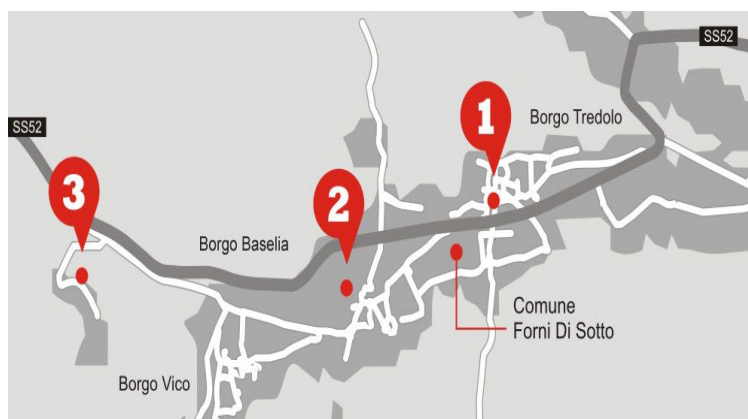 SS52
1
Borgo Tredolo
SS52
3
2
Borgo Baselia
Comune
Forni Di Sotto
Borgo Vico